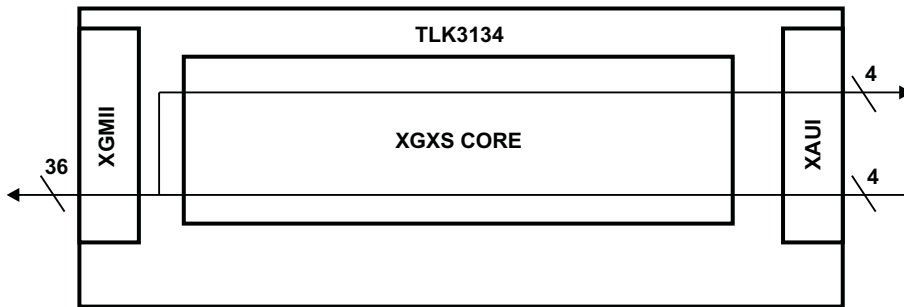 TLK3134
4
XGMII
XGXS CORE
XAUI
36
4